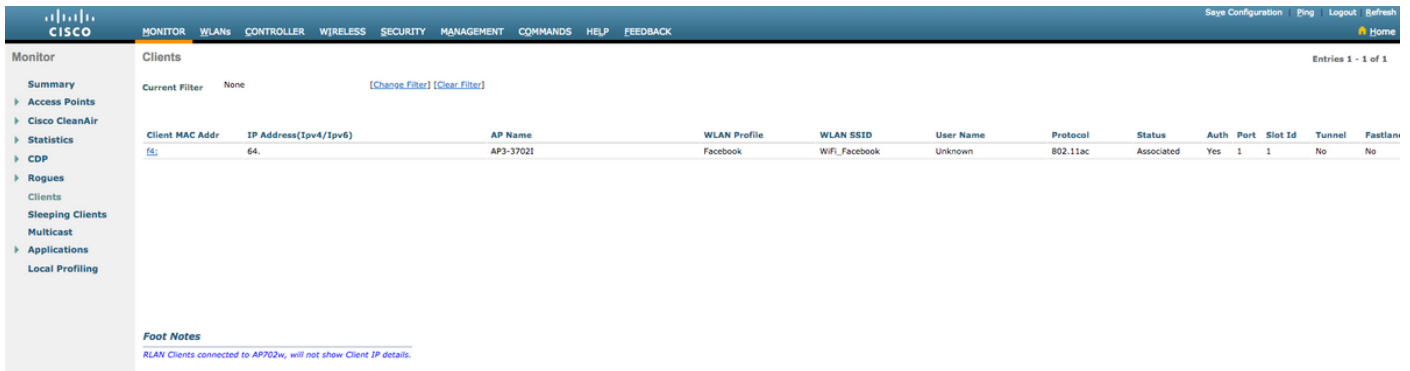 Save Configuration | Ping | Logout | Refresh
CISCO MONITOR WLANs CONTROLLER WIRELESS SECURITY MANAGEMENT COMMANDS HELP FEEDBACK Home
Monitor
Summary
Access Points
Cisco CleanAir
Statistics
CDP
Rogues
Clients
Sleeping Clients
Multicast
Applications
Local Profiling
Clients Entries 1 - 1 of 1
Current Filter None [Change Filter] [Clear Filter]
Client MAC Addr IP Address(Ipv4/Ipv6) AP Name WLAN Profile WLAN SSID User Name Protocol Status Auth Port Slot Id Tunnel Fastlane
f4: 64. AP3-3702I Facebook WiFi_Facebook Unknown 802.11ac Associated Yes 1 1 No No
Foot Notes
RLAN Clients connected to AP702w, will not show Client IP details.